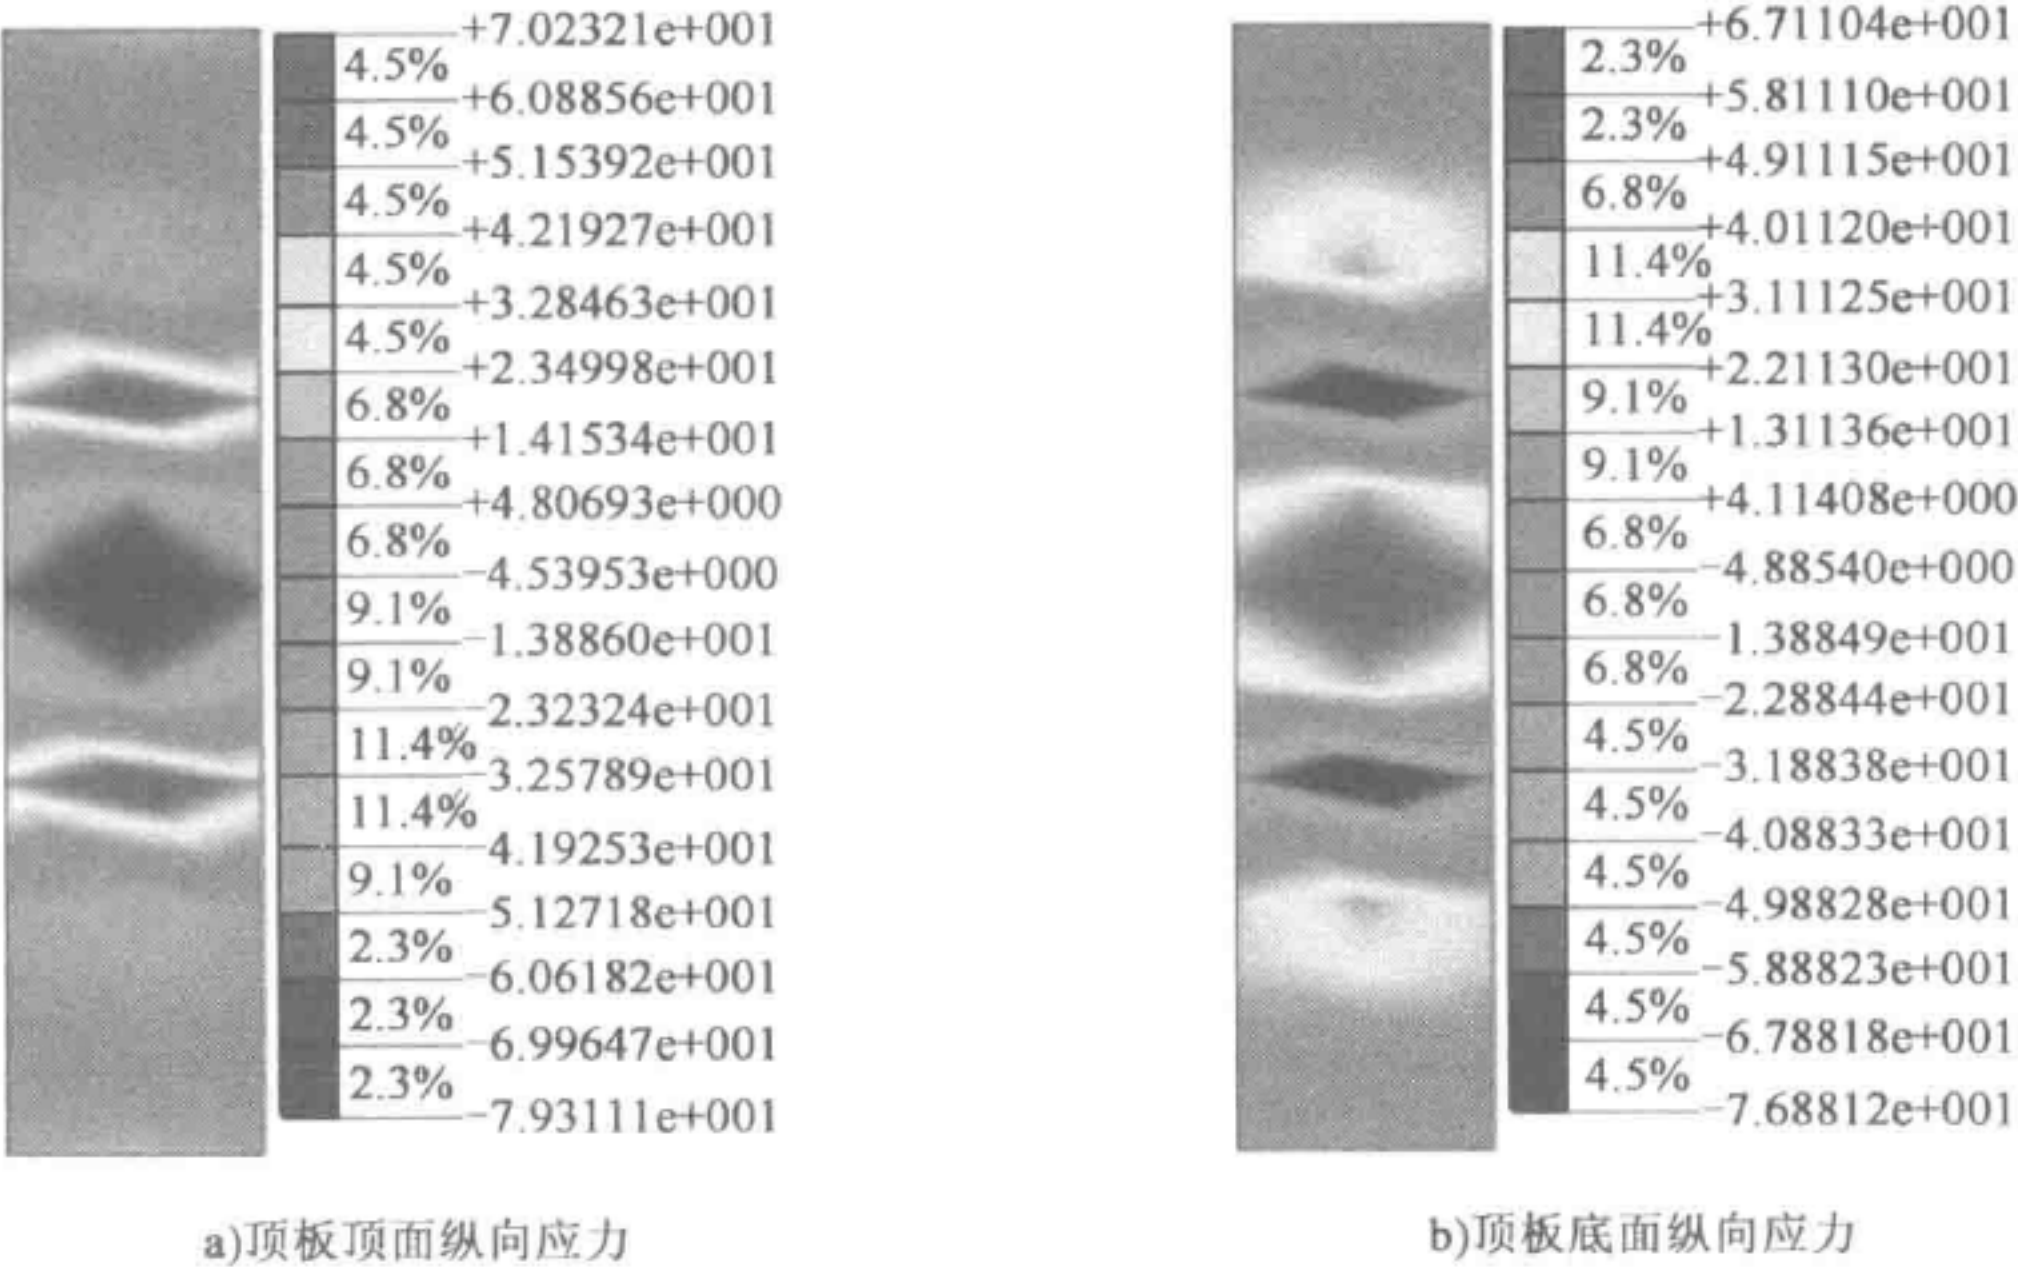 +7.02321e+001
4.5%
+6.08856e+001
4.5%
+5.15392e+001
4.5%
+4.21927e+001
4.5%
+3.28463e+001
4.5%
+2.34998e+001
6.8%
+1.41534e+001
6.8%
+4.80693e+000
6.8%
-4.53953e+000
9.1%
-1.38860e+001
9.1%
-2.32324e+001
11.4%
-3.25789e+001
11.4%
-4.19253e+001
9.1%
-5.12718e+001
2.3%
-6.06182e+001
2.3%
-6.99647e+001
2.3%
-7.93111e+001
a)顶板顶面纵向应力
+6.71104e+001
2.3%
+5.81110e+001
2.3%
+4.91115e+001
6.8%
+4.01120e+001
11.4%
+3.11125e+001
11.4%
+2.21130e+001
9.1%
+1.31136e+001
9.1%
+4.11408e+000
6.8%
-4.88540e+000
6.8%
-1.38849e+001
6.8%
-2.28844e+001
4.5%
-3.18838e+001
4.5%
-4.08833e+001
4.5%
-4.98828e+001
4.5%
-5.88823e+001
4.5%
-6.78818e+001
4.5%
-7.68812e+001
b)顶板底面纵向应力